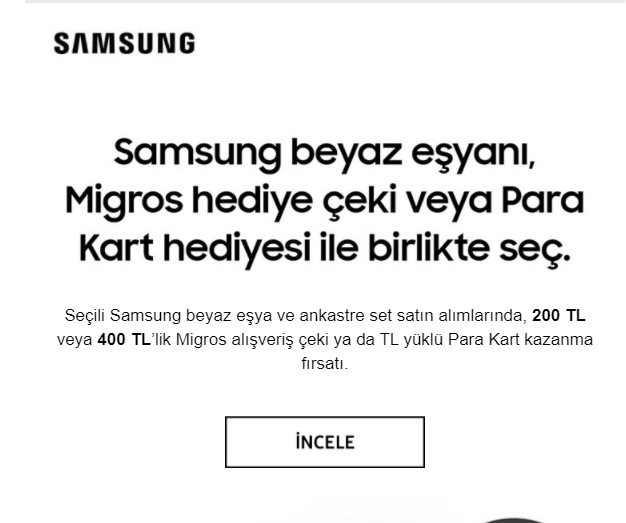 SAMSUNG
Samsung beyaz eşyanı,
Migros hediye çeki veya Para
Kart hediyesi ile birlikte seç.
Seçili Samsung beyaz eşya ve ankastre set satın alımlarında, 200 TL
veya 400 TL'lik Migros alışveriş çeki ya da TL yüklü Para Kart kazanma
fırsatı.
İNCELE